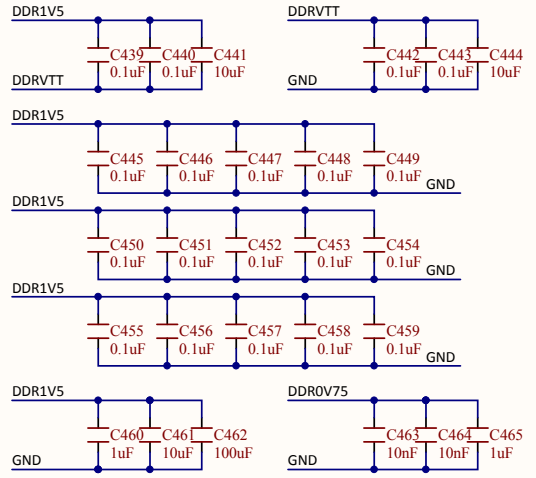 DDR1V5 DDRVTT
C439 C440 C441 C442 C443 C444
0.1uF 0.1uF 10uF 0.1uF 0.1uF 10uF
DDRVTT GND
DDR1V5
C445 C446 C447 C448 C449
0.1uF 0.1uF 0.1uF 0.1uF 0.1uF
GND
DDR1V5
C450 C451 C452 C453 C454
0.1uF 0.1uF 0.1uF 0.1uF 0.1uF
GND
DDR1V5
C455 C456 C457 C458 C459
0.1uF 0.1uF 0.1uF 0.1uF 0.1uF
GND
DDR1V5 DDR0V75
C460 C461 C462 C463 C464 C465
1uF 10uF 100uF 10nF 10nF 1uF
GND GND